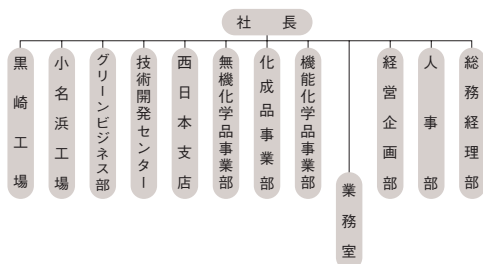 社長
総務経理部
人事部
経営企画部
業務室
機能化学品事業部
化成品事業部
無機化学品事業部
西日本支店
技術開発センター
グリーンビジネス部
小名浜工場
黒崎工場